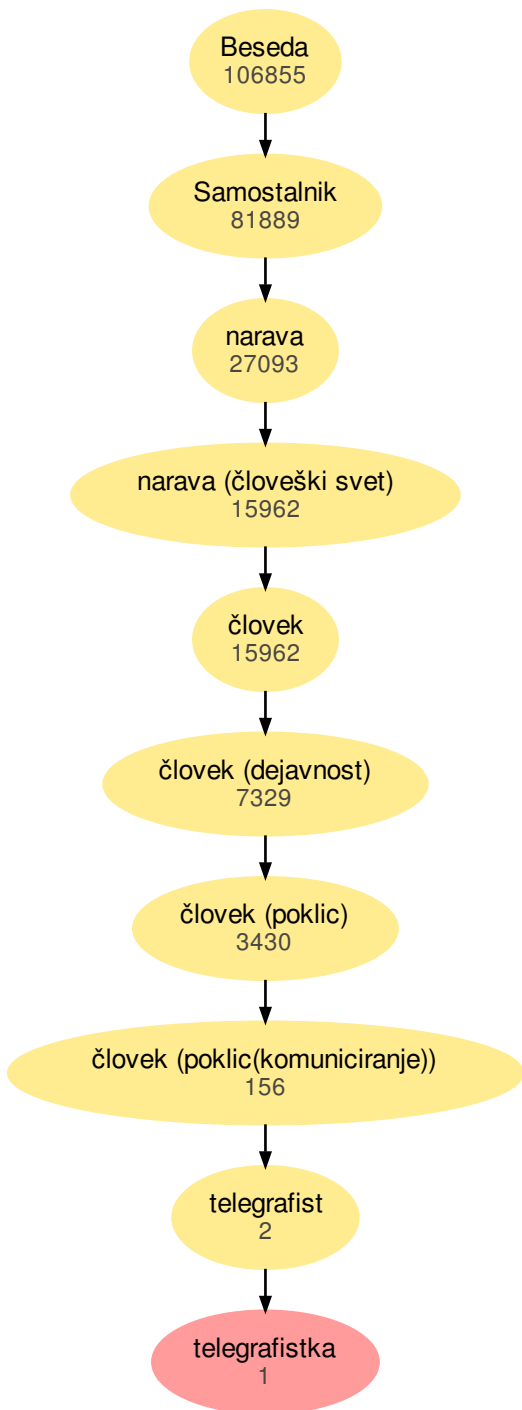 Beseda
106855
Samostalnik
81889
narava
27093
narava (človeški svet)
15962
človek
15962
človek (dejavnost)
7329
človek (poklic)
3430
človek (poklic(komuniciranje))
156
telegrafist
2
telegrafistka
1